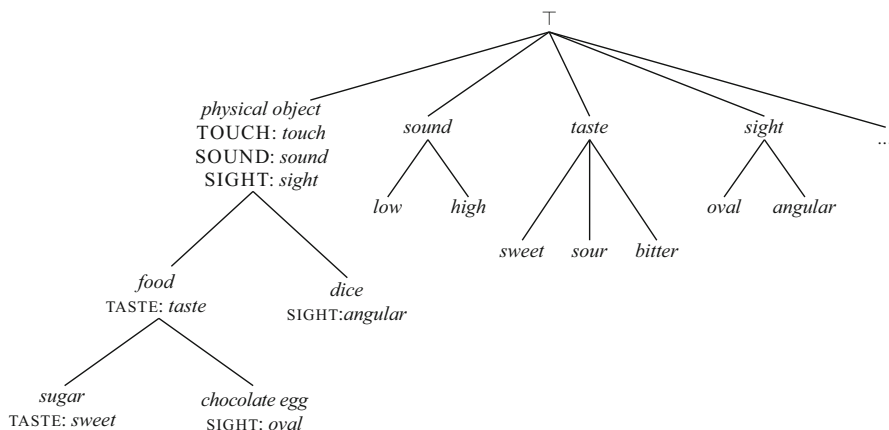 ⊤
physical object
TOUCH: touch
SOUND: sound
SIGHT: sight
sound
taste
sight
...
low
high
oval
angular
sweet
sour
bitter
food
TASTE: taste
dice
SIGHT:angular
sugar
TASTE: sweet
chocolate egg
SIGHT: oval